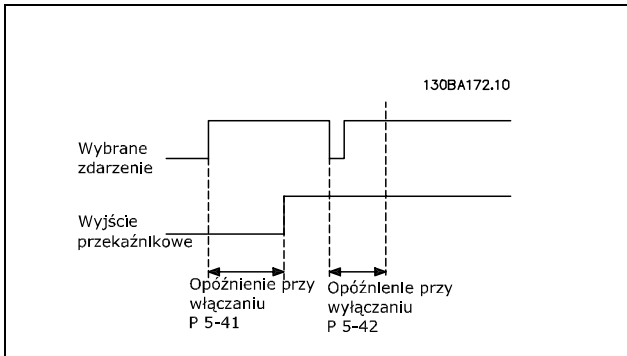 130BA172.10
Wybrane
zdarzenie
Wyjście
przekaźnikowe
Opóźnienie przy
włączaniu
P 5-41
Opóźnienie przy
wyłączaniu
P 5-42